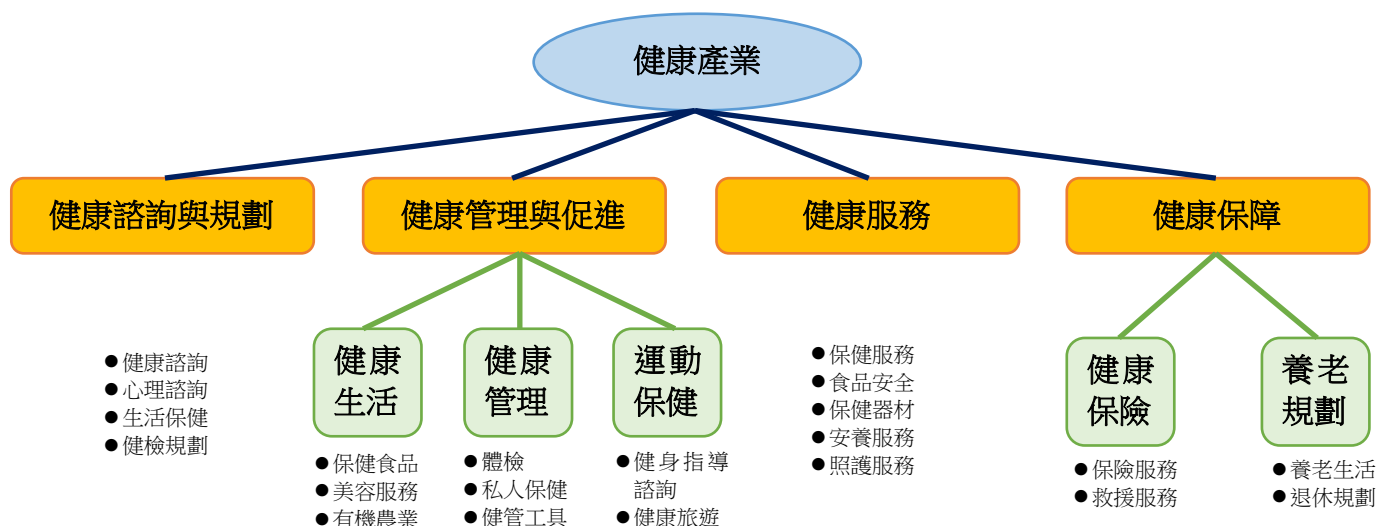 健康產業
健康諮詢與規劃
健康管理與促進
健康服務
健康保障
●健康諮詢
●心理諮詢
●生活保健
●健檢規劃
健康
生活
●保健食品
●美容服務
●有機農業
健康
管理
●體檢
●私人保健
●健管工具
運動
保健
●健身指導
諮詢
●健康旅遊
●保健服務
●食品安全
●保健器材
●安養服務
●照護服務
健康
保險
●保險服務
●救援服務
養老
規劃
●養老生活
●退休規劃